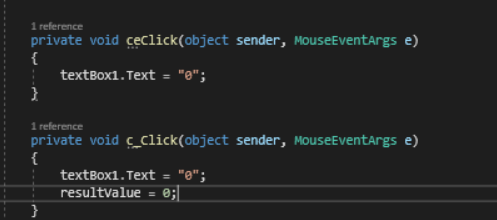 1 reference
private void ceClick(object sender, MouseEventArgs e)
{
textBox1.Text = "0";
}
1 reference
private void c_Click(object sender, MouseEventArgs e)
{
textBox1.Text = "0";
resultValue = 0;
}